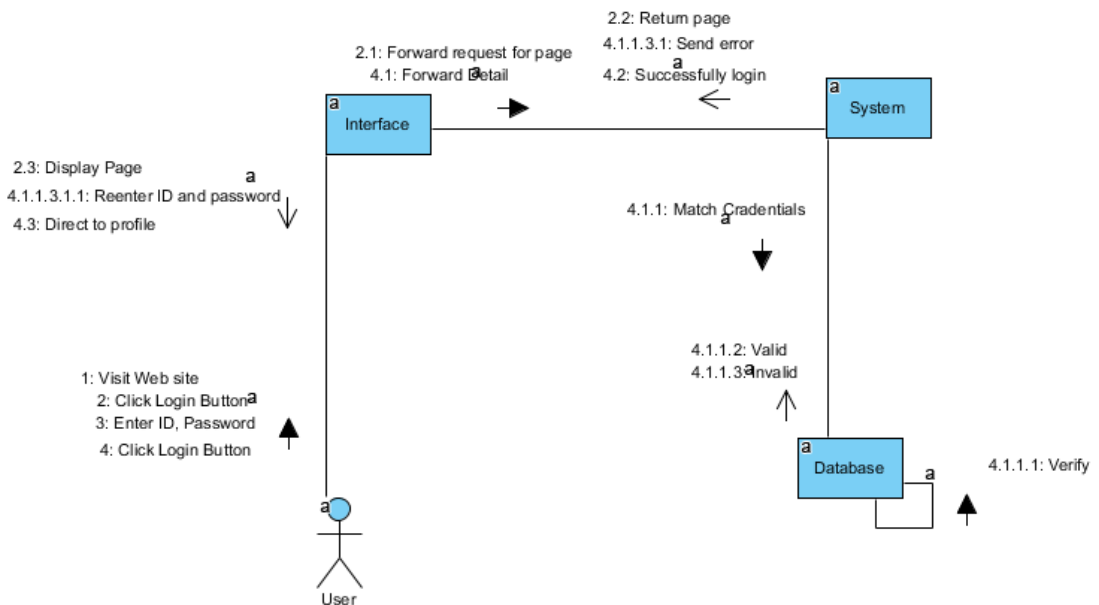 2.2: Return page
2.1: Forward request for page
4.1.1.3.1: Send error
a
4.1: Forward Detail
a
4.2: Successfully login
a
Interface
a
System
2.3: Display Page
a
4.1.1.3.1.1: Reenter ID and password
4.3: Direct to profile
4.1.1: Match Credentials
a
4.1.1.2: Valid
4.1.1.3: Invalid
a
1: Visit Web site
2: Click Login Button
a
3: Enter ID, Password
4: Click Login Button
a
Database
a
4.1.1.1: Verify
a
User